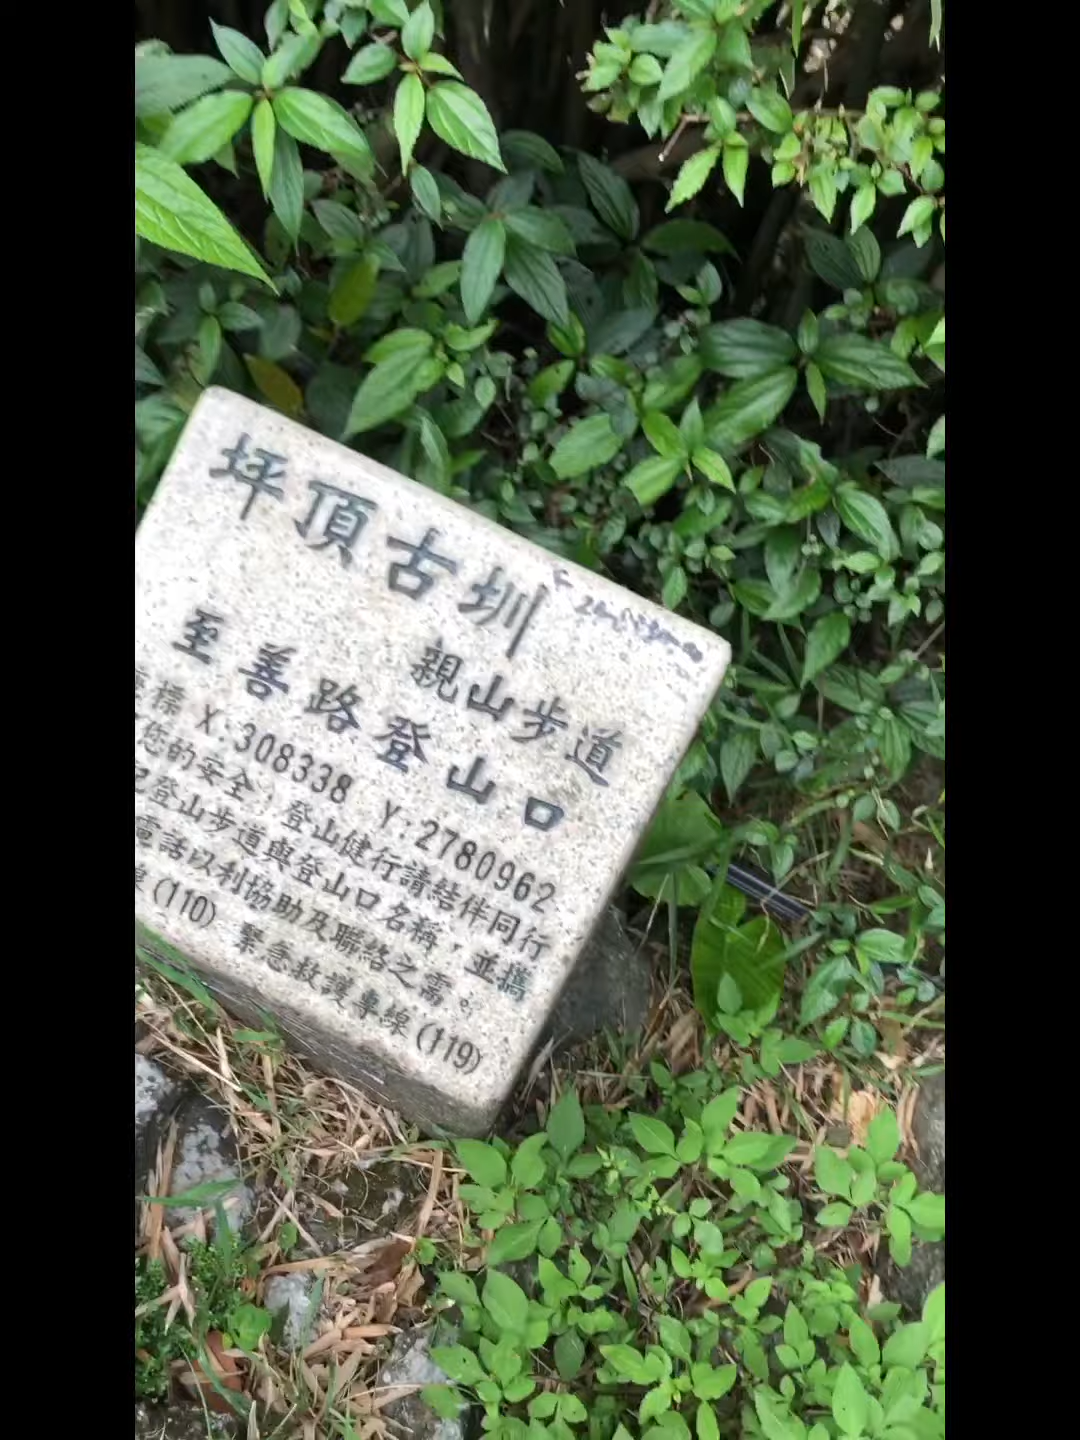 坪頂古圳
親山步道
至善路登山口
標 X:308338 Y:2780962
您的安全,登山健行請結伴同行
記登山步道與登山口名稱,並攜
電話以利協助及聯絡之需。
(110) 緊急救護專線(119)